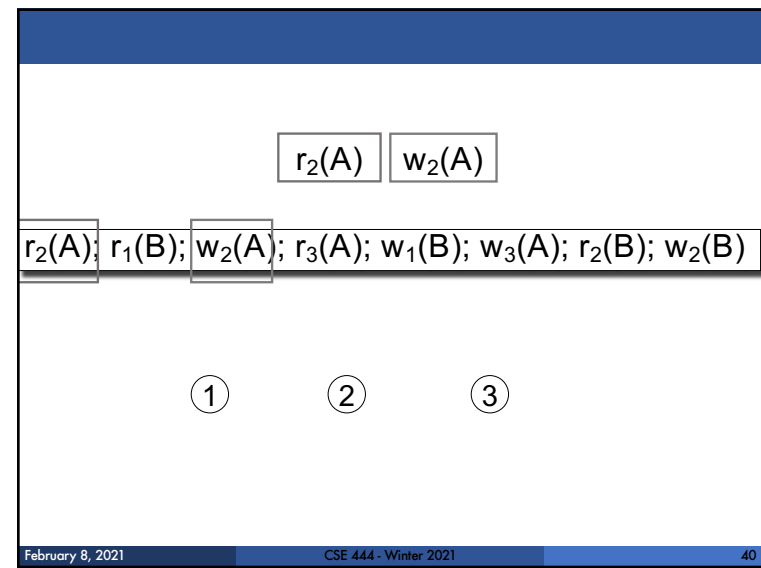 r₂(A) w₂(A)
r₂(A); r₁(B); w₂(A); r₃(A); w₁(B); w₃(A); r₂(B); w₂(B)
1 2 3
February 8, 2021 CSE 444 - Winter 2021 40